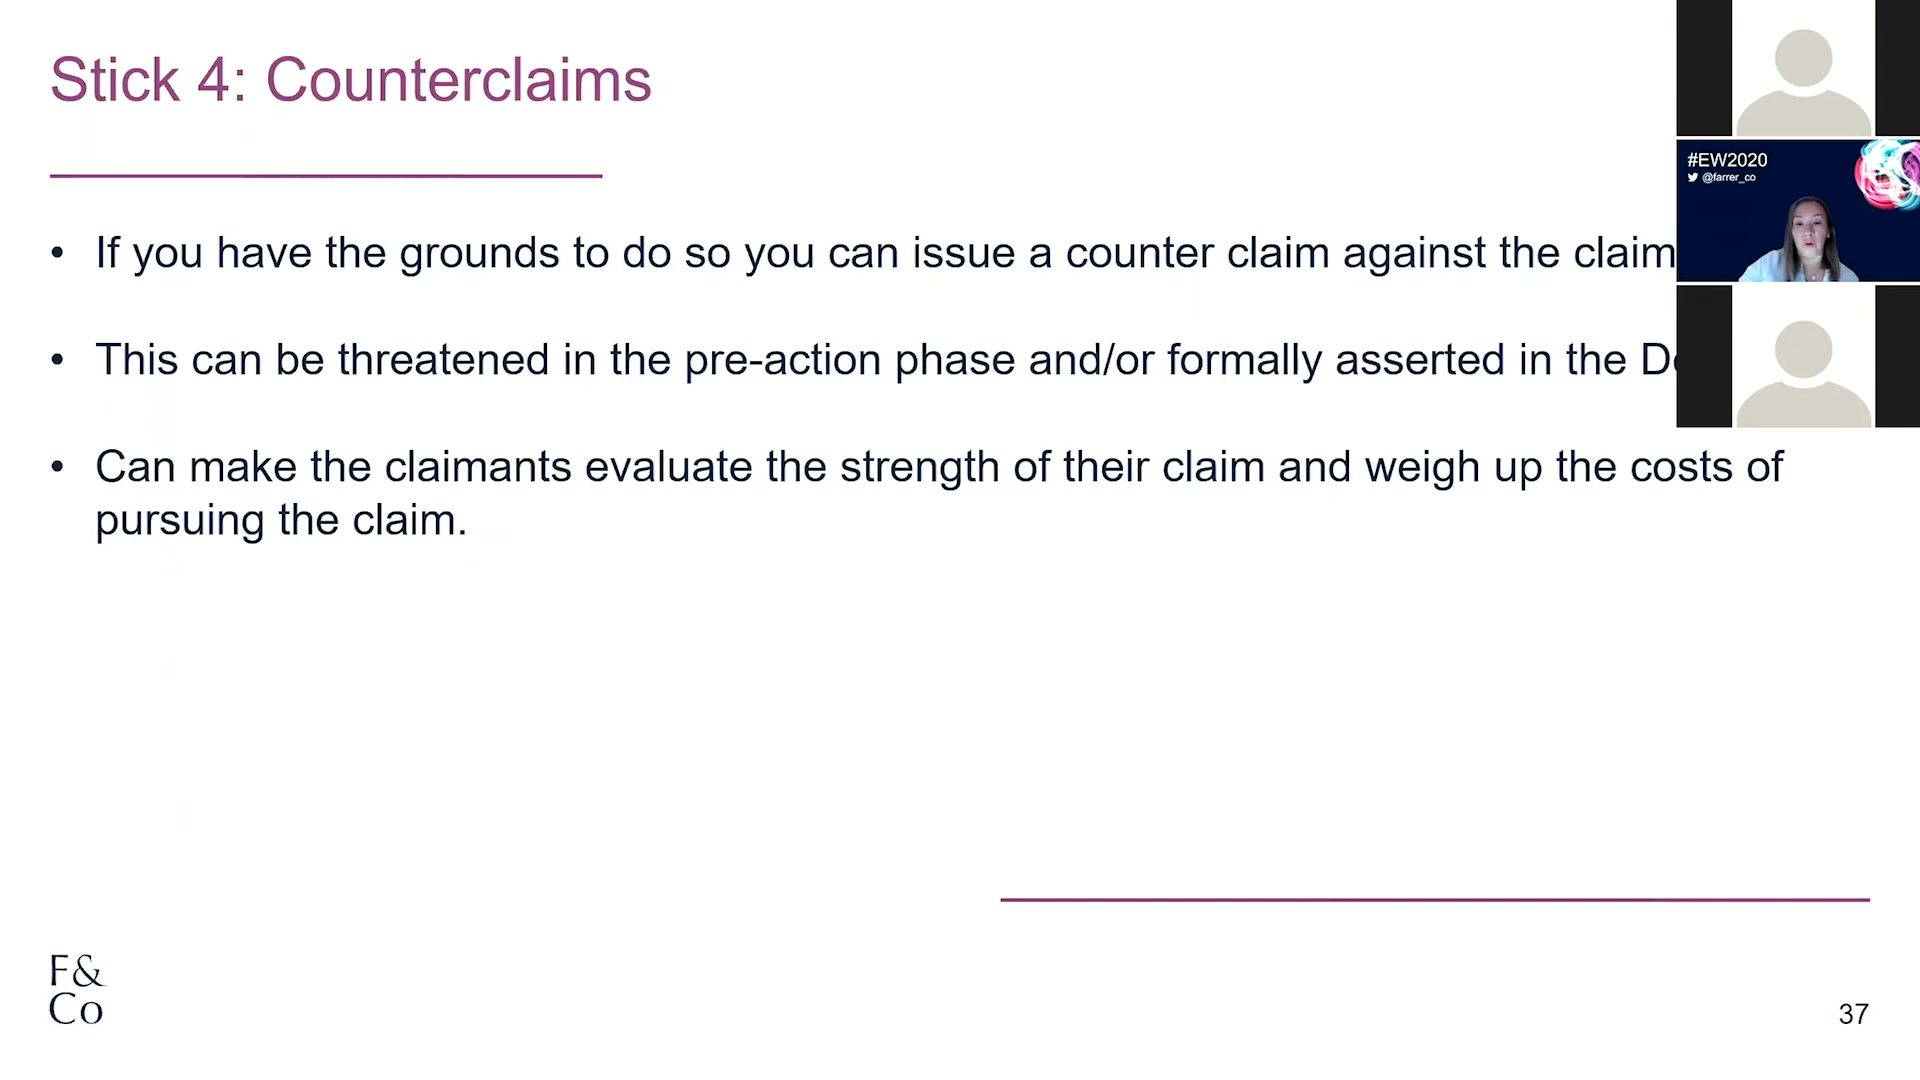 Stick 4: Counterclaims
#EW2020
@farrer_co
• If you have the grounds to do so you can issue a counter claim against the claim
• This can be threatened in the pre-action phase and/or formally asserted in the
• Can make the claimants evaluate the strength of their claim and weigh up the costs of
pursuing the claim.
F&
Co
37